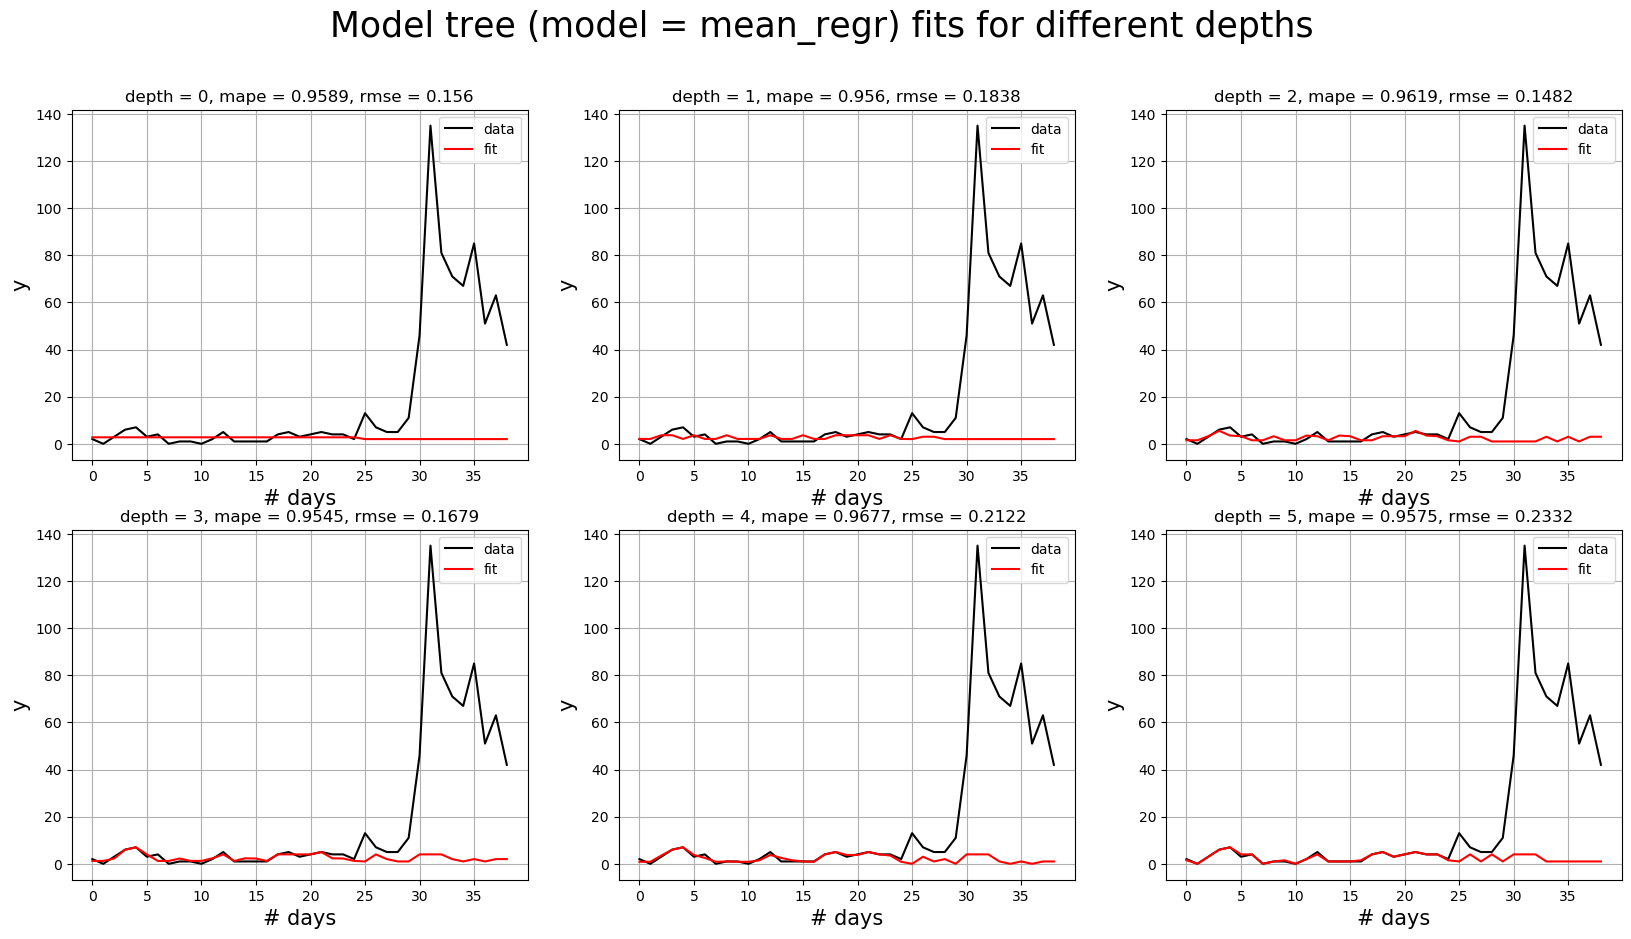 Model tree (model = mean_regr) fits for different depths
depth = 0, mape = 0.9589, rmse = 0.156
140
120
100
80
60
40
20
0
y
data
fit
0 5 10 15 20 25 30 35
# days
depth = 1, mape = 0.956, rmse = 0.1838
140
120
100
80
60
40
20
0
y
data
fit
0 5 10 15 20 25 30 35
# days
depth = 2, mape = 0.9619, rmse = 0.1482
140
120
100
80
60
40
20
0
y
data
fit
0 5 10 15 20 25 30 35
# days
depth = 3, mape = 0.9545, rmse = 0.1679
140
120
100
80
60
40
20
0
y
data
fit
0 5 10 15 20 25 30 35
# days
depth = 4, mape = 0.9677, rmse = 0.2122
140
120
100
80
60
40
20
0
y
data
fit
0 5 10 15 20 25 30 35
# days
depth = 5, mape = 0.9575, rmse = 0.2332
140
120
100
80
60
40
20
0
y
data
fit
0 5 10 15 20 25 30 35
# days